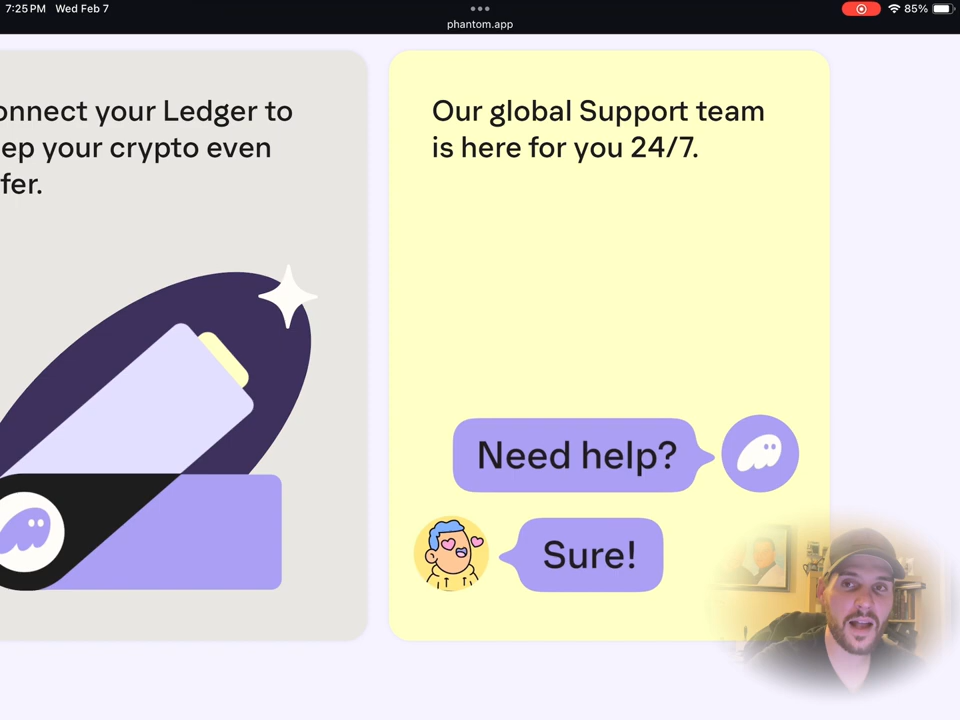 7:25 PM Wed Feb 7
85%
phantom.app
onnect your Ledger to
ep your crypto even
fer.
Our global Support team
is here for you 24/7.
Need help?
Sure!